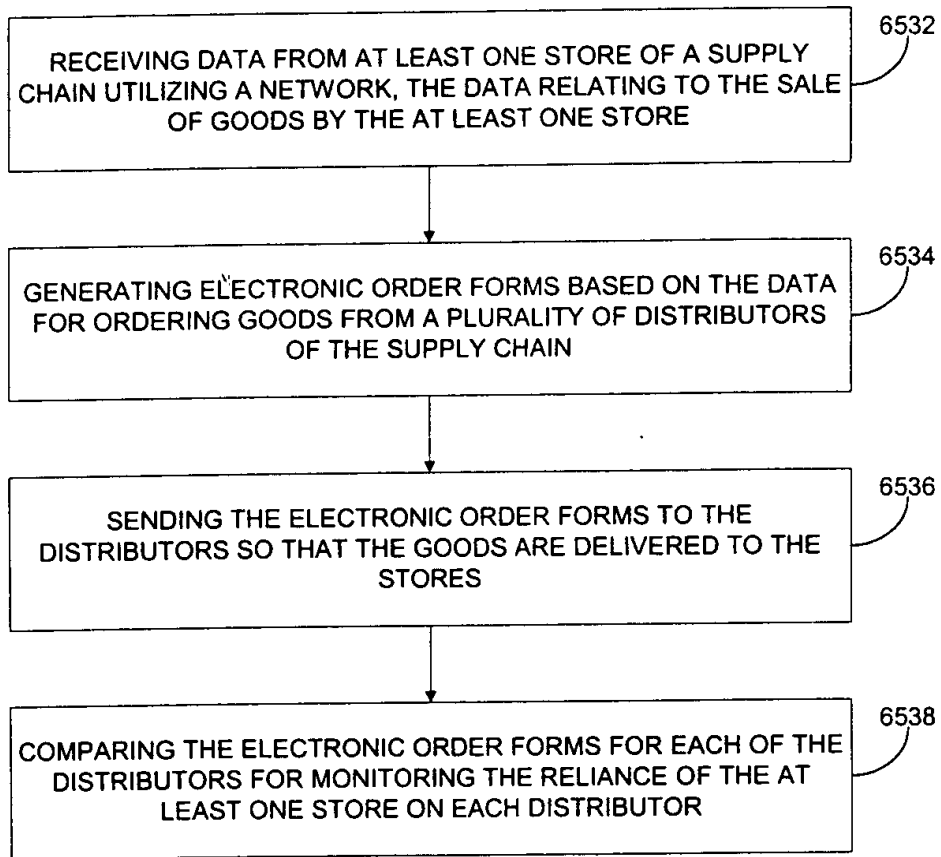 6532
RECEIVING DATA FROM AT LEAST ONE STORE OF A SUPPLY
CHAIN UTILIZING A NETWORK, THE DATA RELATING TO THE SALE
OF GOODS BY THE AT LEAST ONE STORE
6534
GENERATING ELECTRONIC ORDER FORMS BASED ON THE DATA
FOR ORDERING GOODS FROM A PLURALITY OF DISTRIBUTORS
OF THE SUPPLY CHAIN
6536
SENDING THE ELECTRONIC ORDER FORMS TO THE
DISTRIBUTORS SO THAT THE GOODS ARE DELIVERED TO THE
STORES
6538
COMPARING THE ELECTRONIC ORDER FORMS FOR EACH OF THE
DISTRIBUTORS FOR MONITORING THE RELIANCE OF THE AT
LEAST ONE STORE ON EACH DISTRIBUTOR